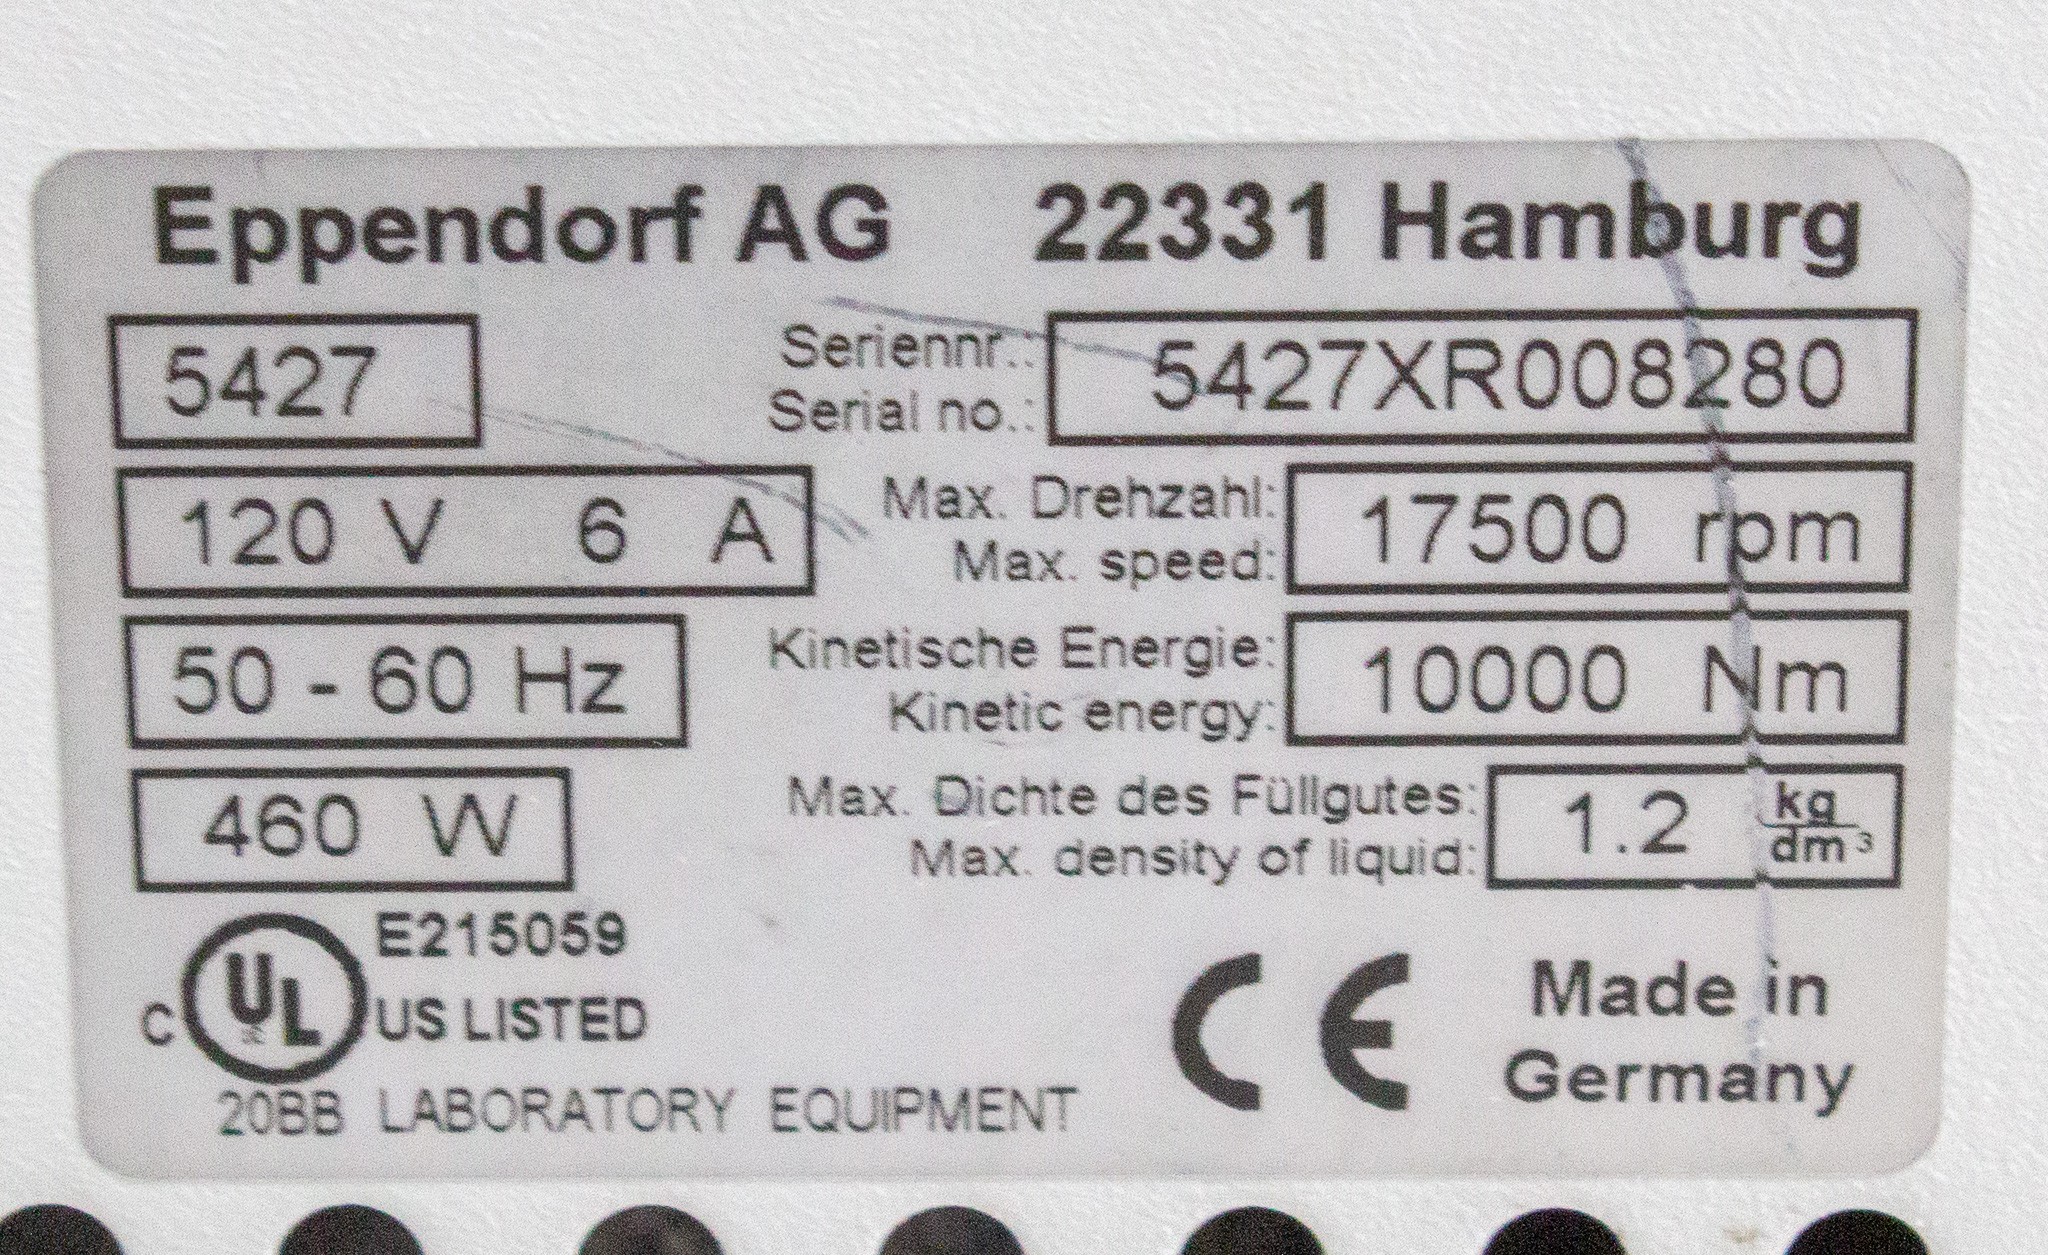 Eppendorf AG 22331 Hamburg
5427
Seriennr.:
Serial no.:
5427XR008280
120 V 6 A
Max. Drehzahl:
Max. speed:
17500 rpm
50 - 60 Hz
Kinetische Energie:
Kinetic energy:
10000 Nm
460 W
Max. Dichte des Füllgutes:
Max. density of liquid:
1.2 kg/dm³
C UL E215059
US LISTED
20BB LABORATORY EQUIPMENT
CE
Made in
Germany